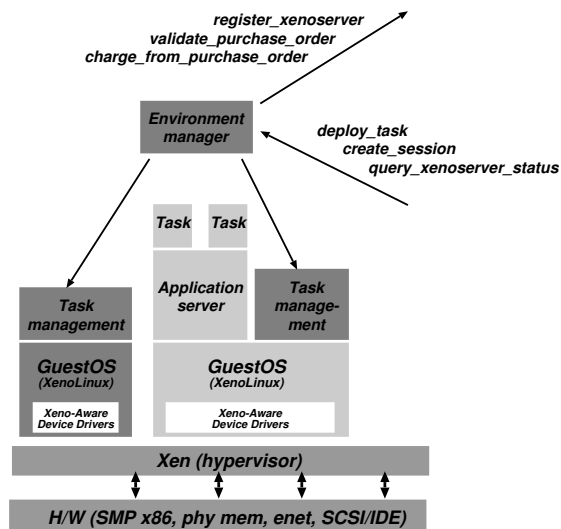 register_xenoserver
validate_purchase_order
charge_from_purchase_order
Environment
manager
deploy_task
create_session
query_xenoserver_status
Task
Task
Application
server
Task
management
Task
manage-
ment
GuestOS
(XenoLinux)
Xeno-Aware
Device Drivers
GuestOS
(XenoLinux)
Xeno-Aware
Device Drivers
Xen (hypervisor)
H/W (SMP x86, phy mem, enet, SCSI/IDE)